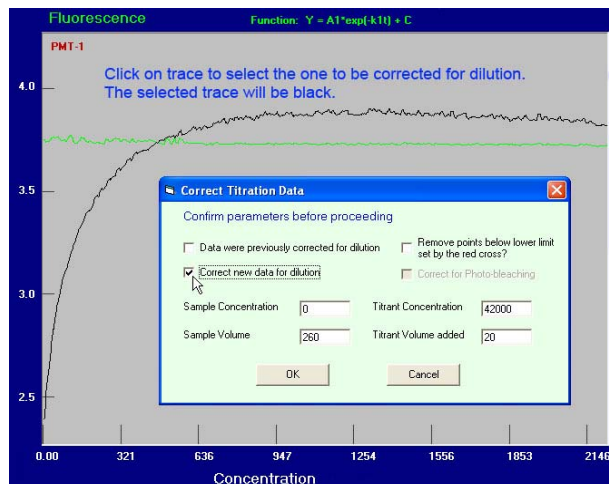 Fluorescence
Function: Y = A1*exp(-k1t) + C
PMT-1
Click on trace to select the one to be corrected for dilution.
The selected trace will be black.
4.0
3.5
3.0
2.5
Correct Titration Data
Confirm parameters before proceeding
Data were previously corrected for dilution
Remove points below lower limit
set by the red cross?
Correct new data for dilution
Correct for Photo-bleaching
Sample Concentration 0
Titrant Concentration 42000
Sample Volume 260
Titrant Volume added 20
OK Cancel
0.00 321 636 947 1254 1556 1853 2146
Concentration